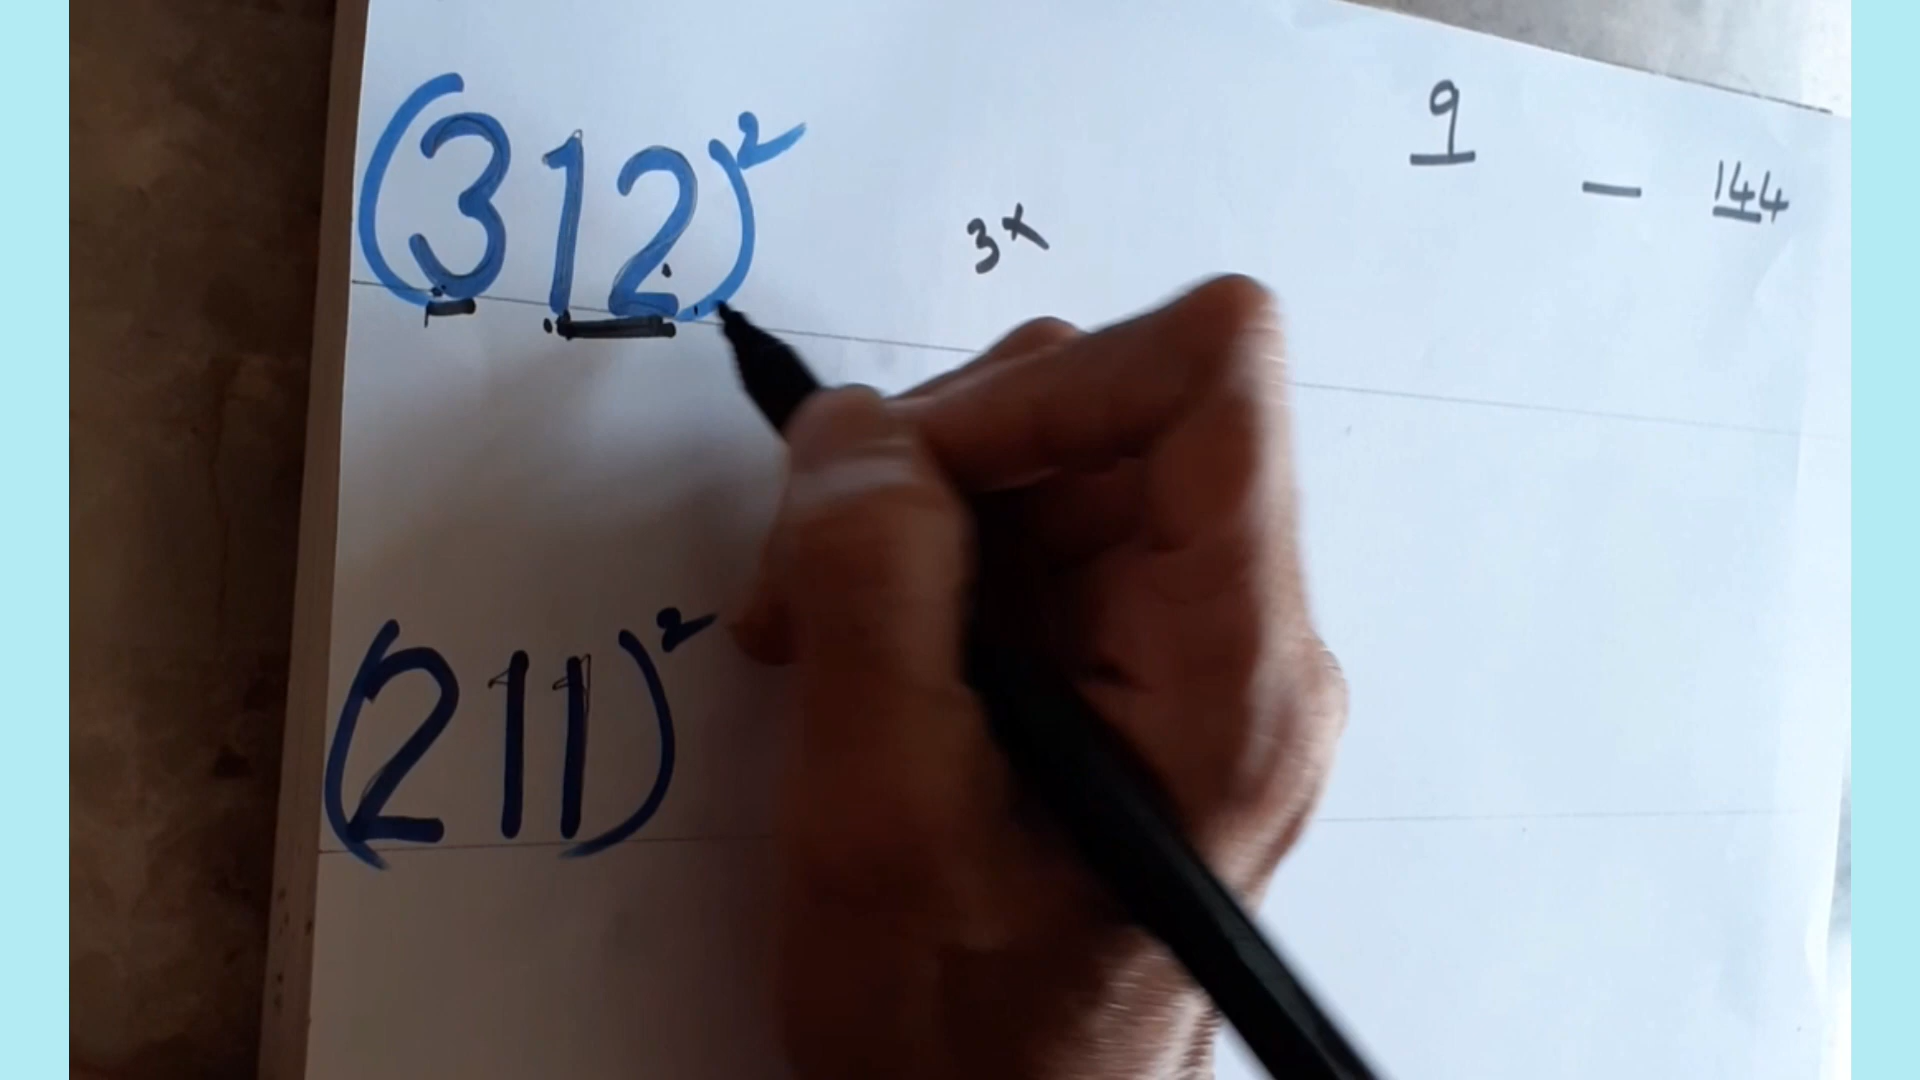 (312)² 3× 9 — 144
(211)²